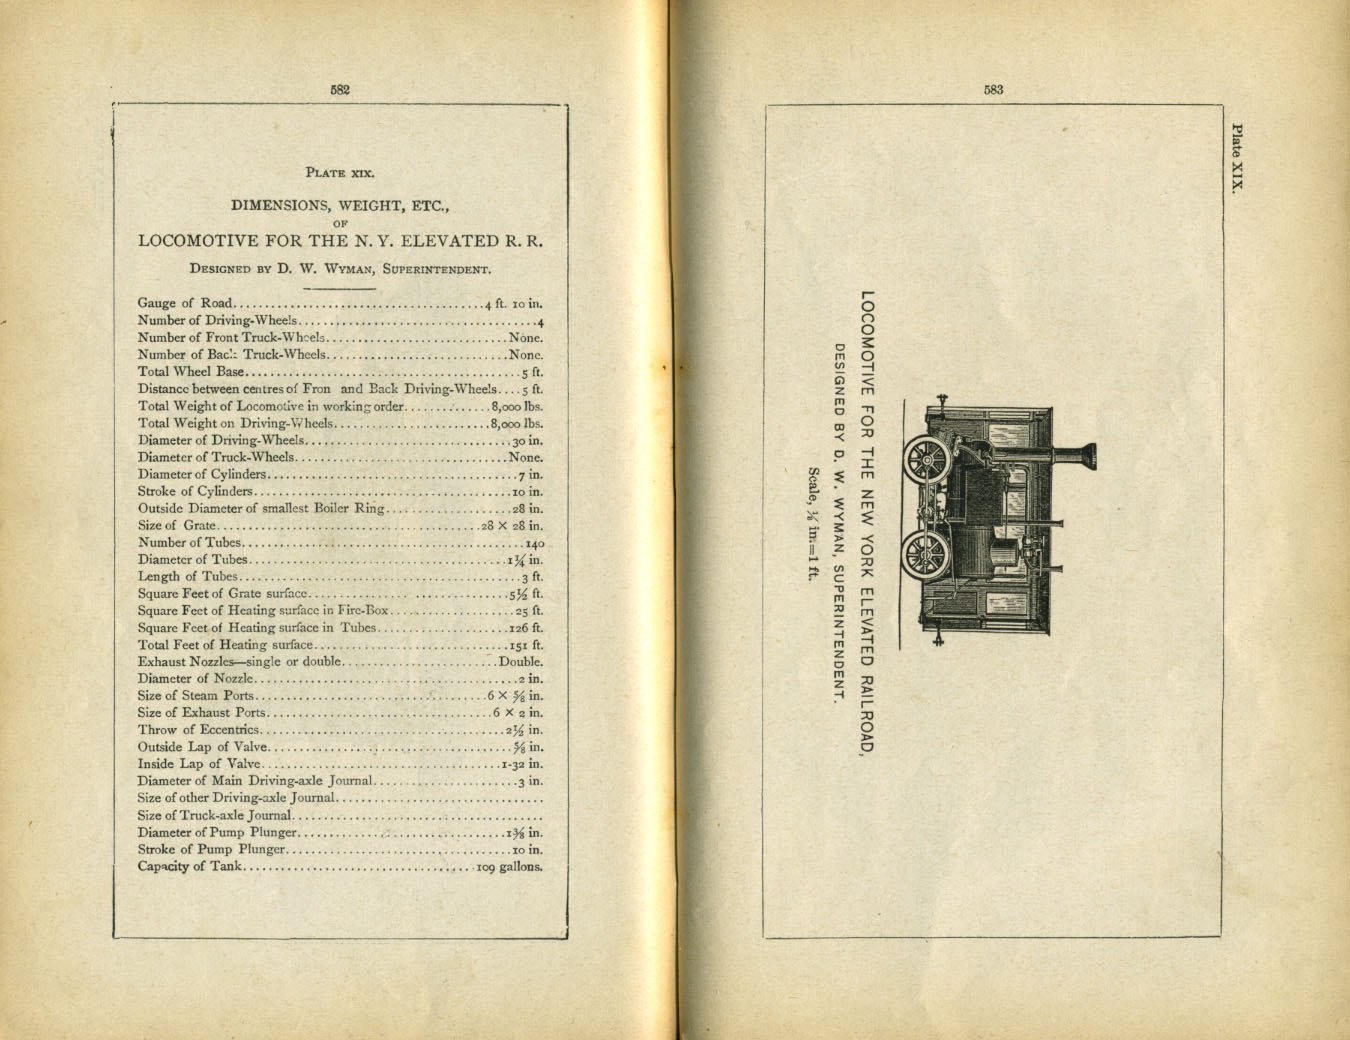 582
PLATE XIX.
DIMENSIONS, WEIGHT, ETC.,
OF
LOCOMOTIVE FOR THE N. Y. ELEVATED R. R.
DESIGNED BY D. W. WYMAN, SUPERINTENDENT.
Gauge of Road..............................4 ft. 10 in.
Number of Driving-Wheels..............................4
Number of Front Truck-Wheels..............................None.
Number of Back Truck-Wheels..............................None.
Total Wheel Base..............................5 ft.
Distance between centres of Fron and Back Driving-Wheels....5 ft.
Total Weight of Locomotive in working order..............8,000 lbs.
Total Weight on Driving-Wheels..............................8,000 lbs.
Diameter of Driving-Wheels..............................30 in.
Diameter of Truck-Wheels..............................None.
Diameter of Cylinders..............................7 in.
Stroke of Cylinders..............................10 in.
Outside Diameter of smallest Boiler Ring....................28 in.
Size of Grate..............................28 × 28 in.
Number of Tubes..............................140
Diameter of Tubes..............................1¼ in.
Length of Tubes..............................3 ft.
Square Feet of Grate surface..............................5½ ft.
Square Feet of Heating surface in Fire-Box....................25 ft.
Square Feet of Heating surface in Tubes....................126 ft.
Total Feet of Heating surface..............................151 ft.
Exhaust Nozzles—single or double.........................Double.
Diameter of Nozzle..............................2 in.
Size of Steam Ports..............................6 × ⅝ in.
Size of Exhaust Ports..............................6 × 2 in.
Throw of Eccentrics..............................2½ in.
Outside Lap of Valve..............................⅝ in.
Inside Lap of Valve..............................1-32 in.
Diameter of Main Driving-axle Journal....................3 in.
Size of other Driving-axle Journal..............................
Size of Truck-axle Journal..............................
Diameter of Pump Plunger..............................1⅜ in.
Stroke of Pump Plunger..............................10 in.
Capacity of Tank..............................109 gallons.
583
Plate XIX.
LOCOMOTIVE FOR THE NEW YORK ELEVATED RAILROAD,
DESIGNED BY D. W. WYMAN, SUPERINTENDENT.
Scale, ⅛ in.=1 ft.